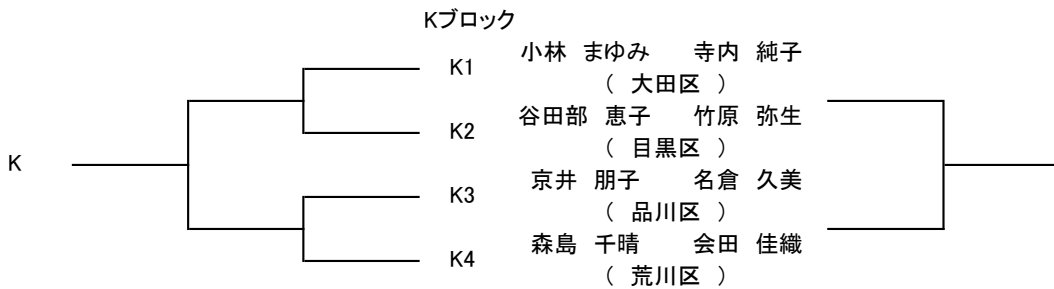 Kブロック
K1 小林 まゆみ 寺内 純子
( 大田区 )
K2 谷田部 恵子 竹原 弥生
( 目黒区 )
K
K3 京井 朋子 名倉 久美
( 品川区 )
K4 森島 千晴 会田 佳織
( 荒川区 )